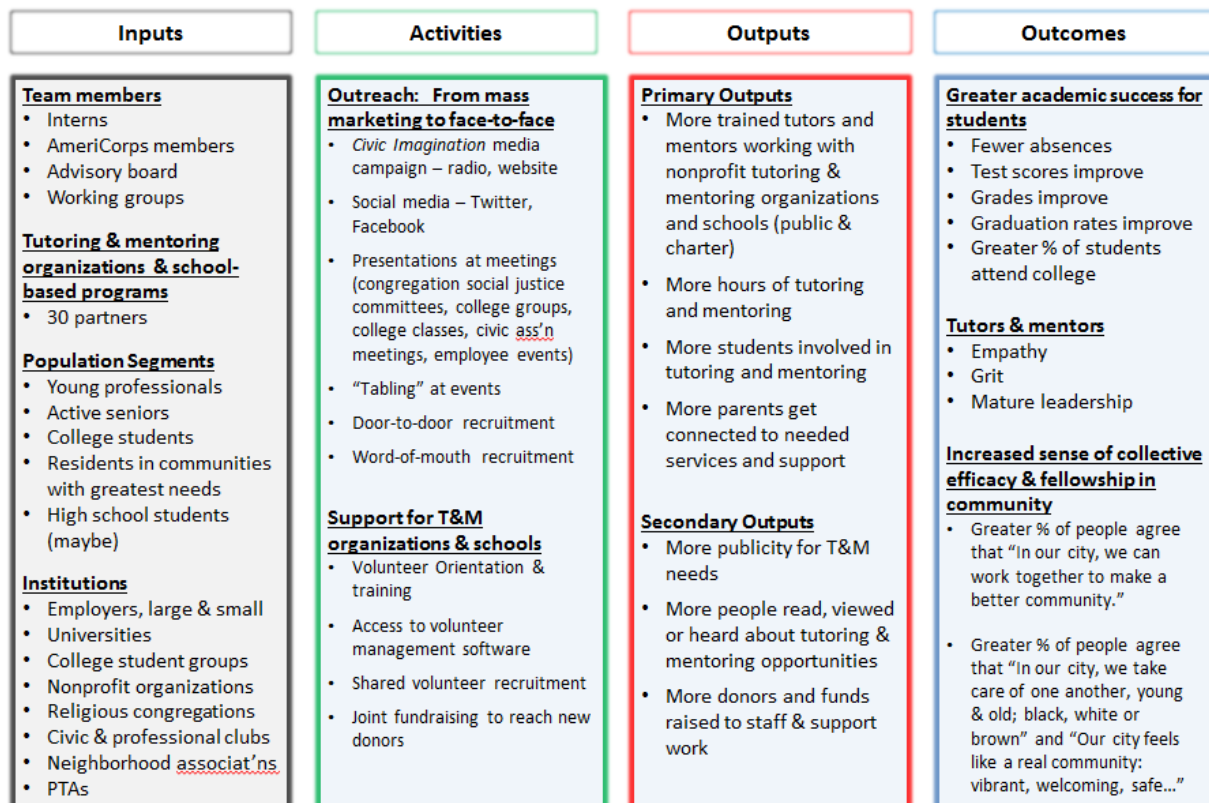 Inputs
Team members
• Interns
• AmeriCorps members
• Advisory board
• Working groups
Tutoring & mentoring
organizations & school-
based programs
• 30 partners
Population Segments
• Young professionals
• Active seniors
• College students
• Residents in communities
with greatest needs
• High school students
(maybe)
Institutions
• Employers, large & small
• Universities
• College student groups
• Nonprofit organizations
• Religious congregations
• Civic & professional clubs
• Neighborhood associat'ns
• PTAs
Activities
Outreach: From mass
marketing to face-to-face
• Civic Imagination media
campaign – radio, website
• Social media – Twitter,
Facebook
• Presentations at meetings
(congregation social justice
committees, college groups,
college classes, civic ass'n
meetings, employee events)
• “Tabling” at events
• Door-to-door recruitment
• Word-of-mouth recruitment
Support for T&M
organizations & schools
• Volunteer Orientation &
training
• Access to volunteer
management software
• Shared volunteer recruitment
• Joint fundraising to reach new
donors
Outputs
Primary Outputs
• More trained tutors and
mentors working with
nonprofit tutoring &
mentoring organizations
and schools (public &
charter)
• More hours of tutoring
and mentoring
• More students involved in
tutoring and mentoring
• More parents get
connected to needed
services and support
Secondary Outputs
• More publicity for T&M
needs
• More people read, viewed
or heard about tutoring &
mentoring opportunities
• More donors and funds
raised to staff & support
work
Outcomes
Greater academic success for
students
• Fewer absences
• Test scores improve
• Grades improve
• Graduation rates improve
• Greater % of students
attend college
Tutors & mentors
• Empathy
• Grit
• Mature leadership
Increased sense of collective
efficacy & fellowship in
community
• Greater % of people agree
that “In our city, we can
work together to make a
better community.”
• Greater % of people agree
that “In our city, we take
care of one another, young
& old; black, white or
brown” and “Our city feels
like a real community:
vibrant, welcoming, safe…”